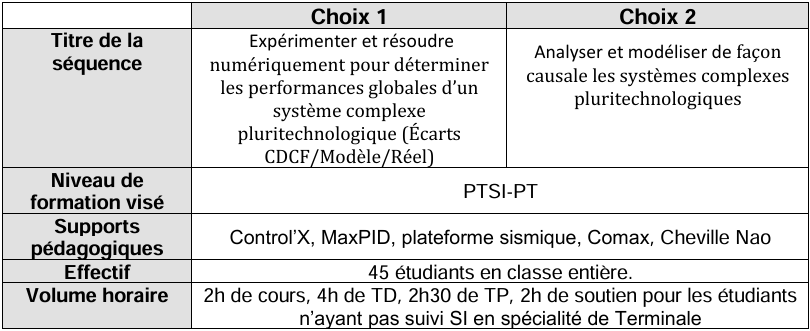 Choix 1
Choix 2
Titre de la
séquence
Expérimenter et résoudre
numériquement pour déterminer
les performances globales d'un
système complexe
pluritechnologique (Écarts
CDCF/Modèle/Réel)
Analyser et modéliser de façon
causale les systèmes complexes
pluritechnologiques
Niveau de
formation visé
PTSI-PT
Supports
pédagogiques
Control'X, MaxPID, plateforme sismique, Comax, Cheville Nao
Effectif
45 étudiants en classe entière.
Volume horaire
2h de cours, 4h de TD, 2h30 de TP, 2h de soutien pour les étudiants
n'ayant pas suivi SI en spécialité de Terminale